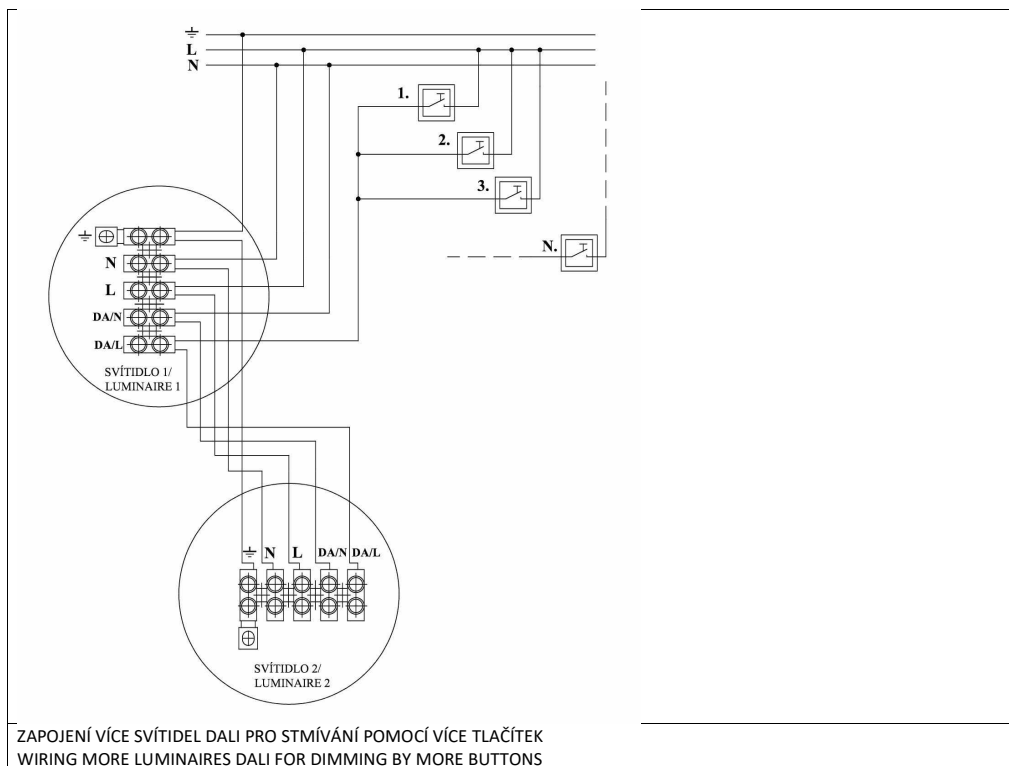 ⏚
L
N
1.
2.
3.
N.
⏚
N
L
DA/N
DA/L
SVÍTIDLO 1/
LUMINAIRE 1
⏚ N L DA/N DA/L
SVÍTIDLO 2/
LUMINAIRE 2
ZAPOJENÍ VÍCE SVÍTIDEL DALI PRO STMÍVÁNÍ POMOCÍ VÍCE TLAČÍTEK
WIRING MORE LUMINAIRES DALI FOR DIMMING BY MORE BUTTONS